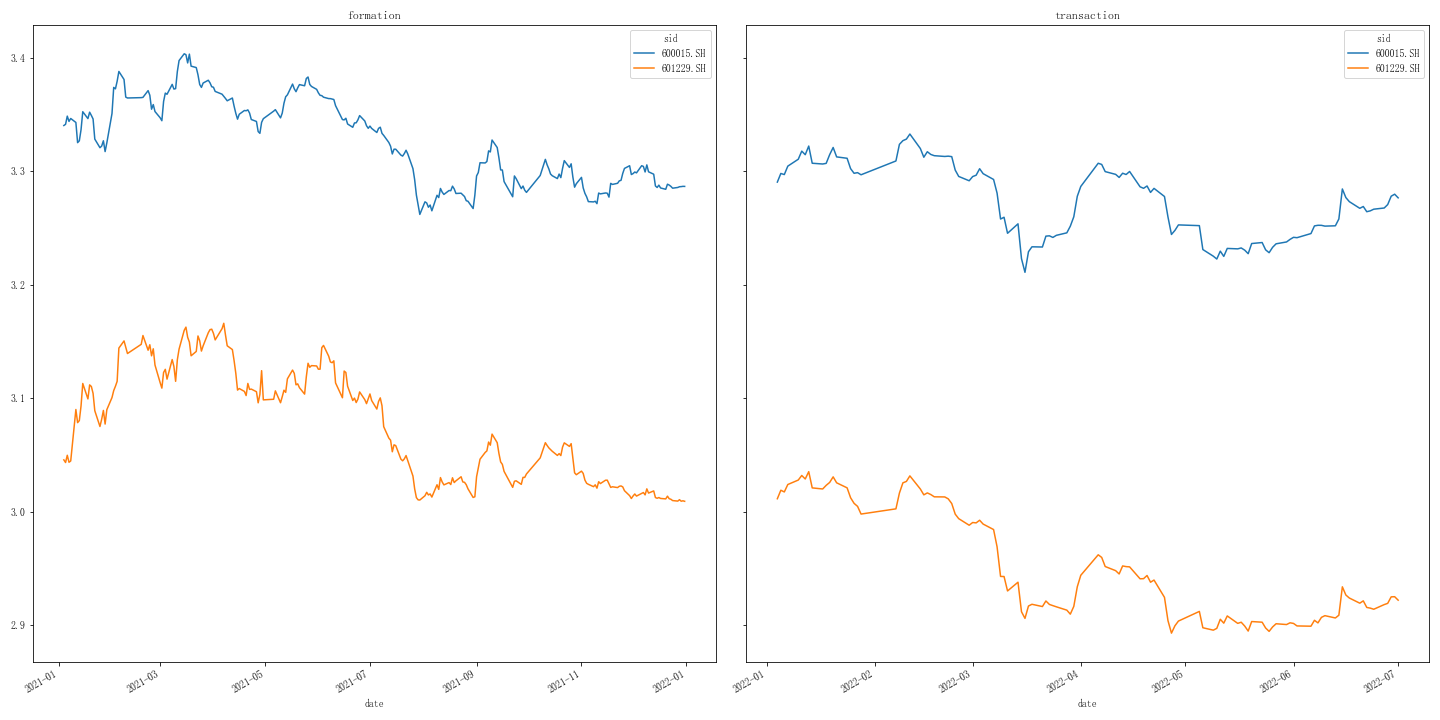 formation
transaction
sid
600015.SH
601229.SH
sid
600015.SH
601229.SH
3.4
3.3
3.2
3.1
3.0
2.9
2021-01
2021-03
2021-05
2021-07
2021-09
2021-11
2022-01
2022-01
2022-02
2022-03
2022-04
2022-05
2022-06
2022-07
date
date